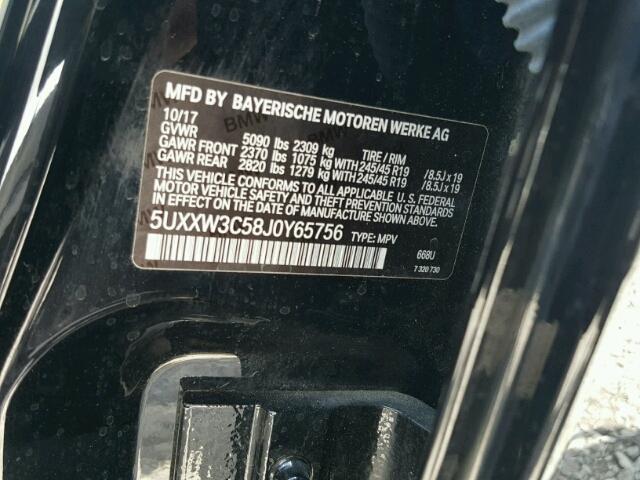 MFD BY BAYERISCHE MOTOREN WERKE AG
10/17
GVWR 5090 lbs 2309 kg TIRE / RIM
GAWR FRONT 2370 lbs 1075 kg WITH 245/45 R19 / 8.5J x 19
GAWR REAR 2820 lbs 1279 kg WITH 245/45 R19 / 8.5J x 19
THIS VEHICLE CONFORMS TO ALL APPLICABLE U. S. FEDERAL
MOTOR VEHICLE SAFETY AND THEFT PREVENTION STANDARDS
IN EFFECT ON THE DATE OF MANUFACTURE SHOWN ABOVE.
5UXXW3C58J0Y65756 TYPE: MPV
668U
7 320 730